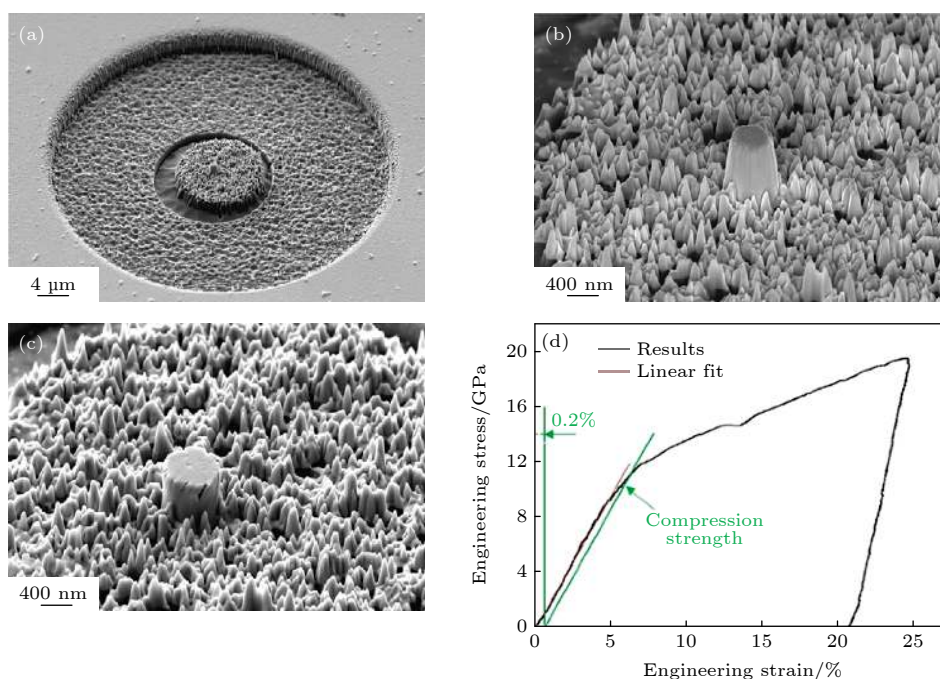 (a)
4 µm
(b)
400 nm
(c)
400 nm
(d)
Results
Linear fit
0.2%
Compression
strength
Engineering stress/GPa
20
16
12
8
4
0
0
5
10
15
20
25
Engineering strain/%